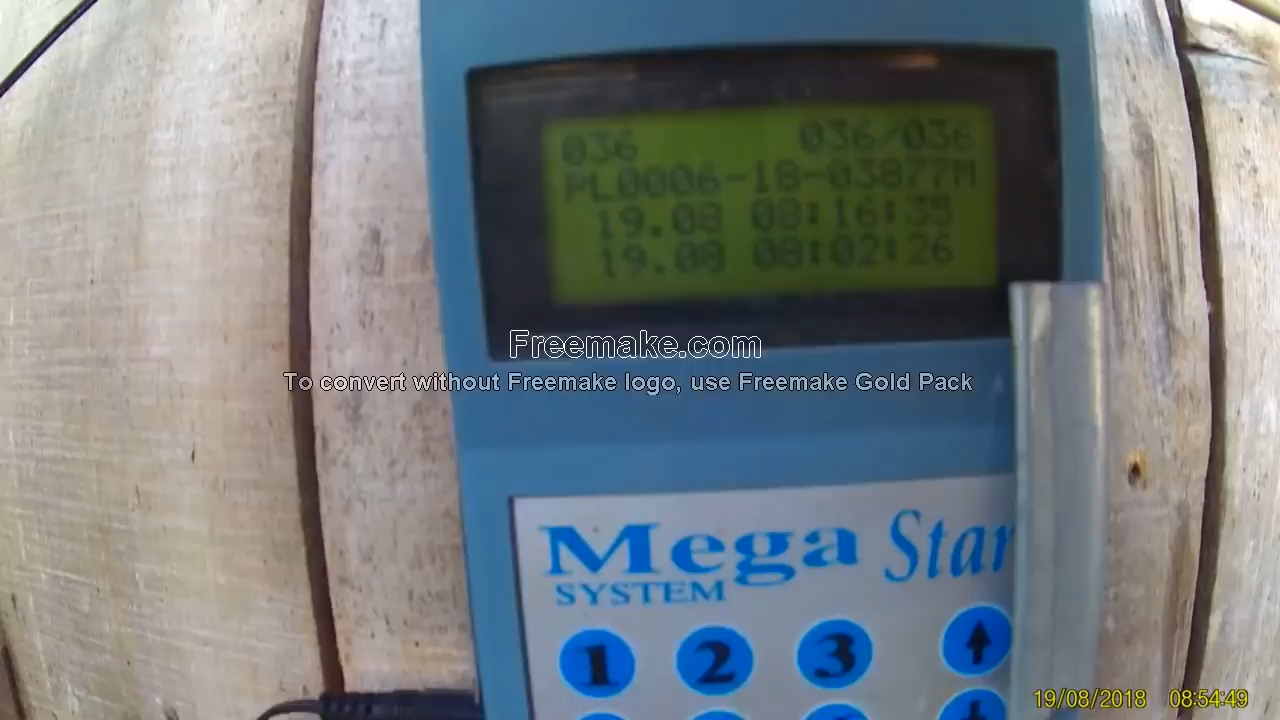 036 036/036
PL0006-18-03877M
19.08 08:16:35
19.08 08:02:26
Freemake.com
To convert without Freemake logo, use Freemake Gold Pack
Mega Star
SYSTEM
1 2 3
19/08/2018 08:54:49